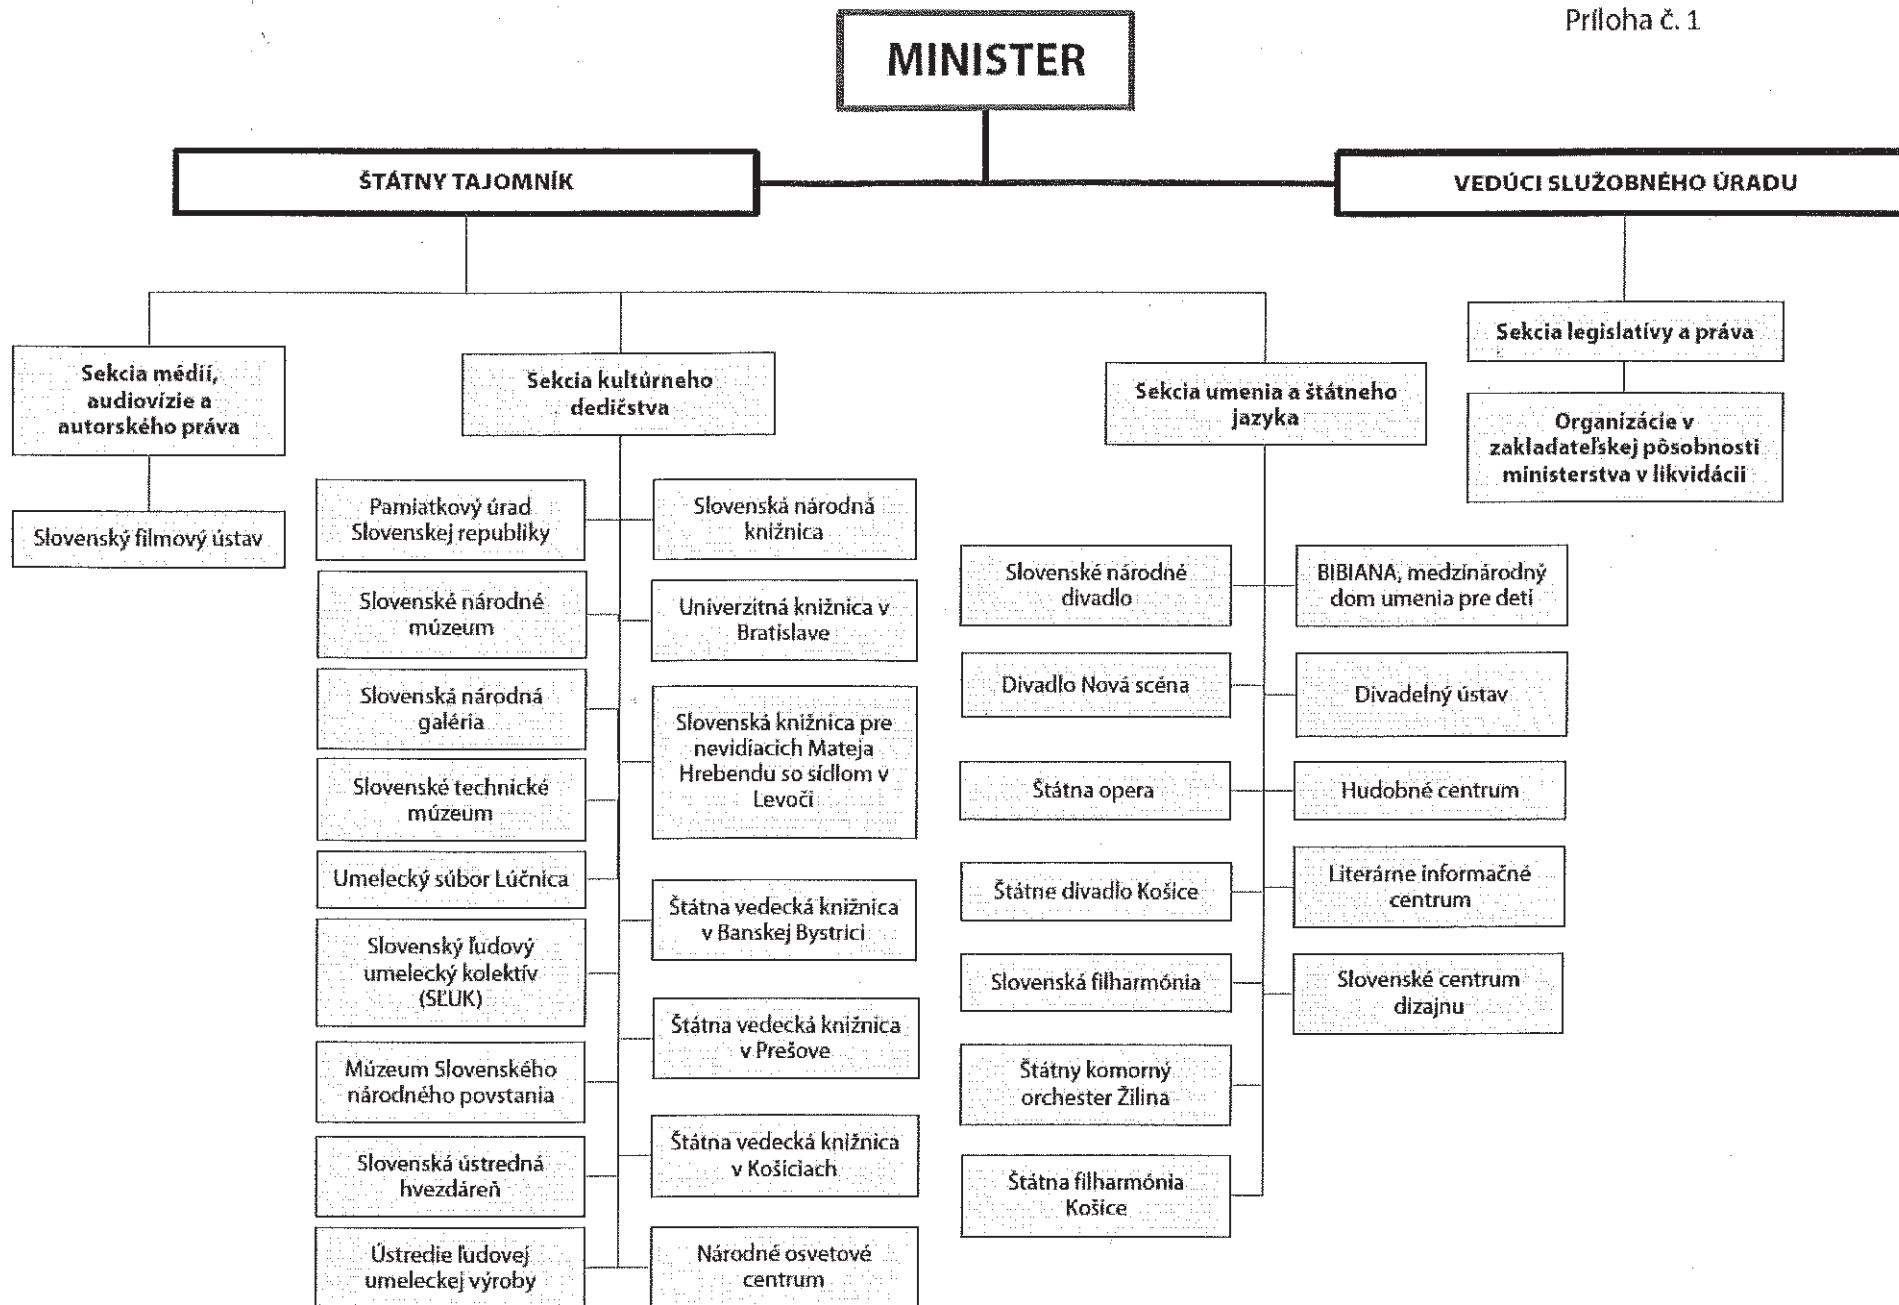 Príloha č. 1
MINISTER
ŠTÁTNY TAJOMNÍK
VEDÚCI SLUŽOBNÉHO ÚRADU
Sekcia médií,
audiovízie a
autorského práva
Slovenský filmový ústav
Sekcia kultúrneho
dedičstva
Pamiatkový úrad
Slovenskej republiky
Slovenské národné
múzeum
Slovenská národná
galéria
Slovenské technické
múzeum
Umelecký súbor Lúčnica
Slovenský ľudový
umelecký kolektív
(SĽUK)
Múzeum Slovenského
národného povstania
Slovenská ústredná
hvezdáreň
Ústredie ľudovej
umeleckej výroby
Slovenská národná
knižnica
Univerzitná knižnica v
Bratislave
Slovenská knižnica pre
nevidiacich Mateja
Hrebendu so sídlom v
Levoči
Štátna vedecká knižnica
v Banskej Bystrici
Štátna vedecká knižnica
v Prešove
Štátna vedecká knižnica
v Košiciach
Národné osvetové
centrum
Sekcia umenia a štátneho
jazyka
Slovenské národné
divadlo
Divadlo Nová scéna
Štátna opera
Štátne divadlo Košice
Slovenská filharmónia
Štátny komorný
orchester Žilina
Štátna filharmónia
Košice
BIBIANA, medzinárodný
dom umenia pre deti
Divadelný ústav
Hudobné centrum
Literárne informačné
centrum
Slovenské centrum
dizajnu
Sekcia legislatívy a práva
Organizácie v
zakladateľskej pôsobnosti
ministerstva v likvidácii